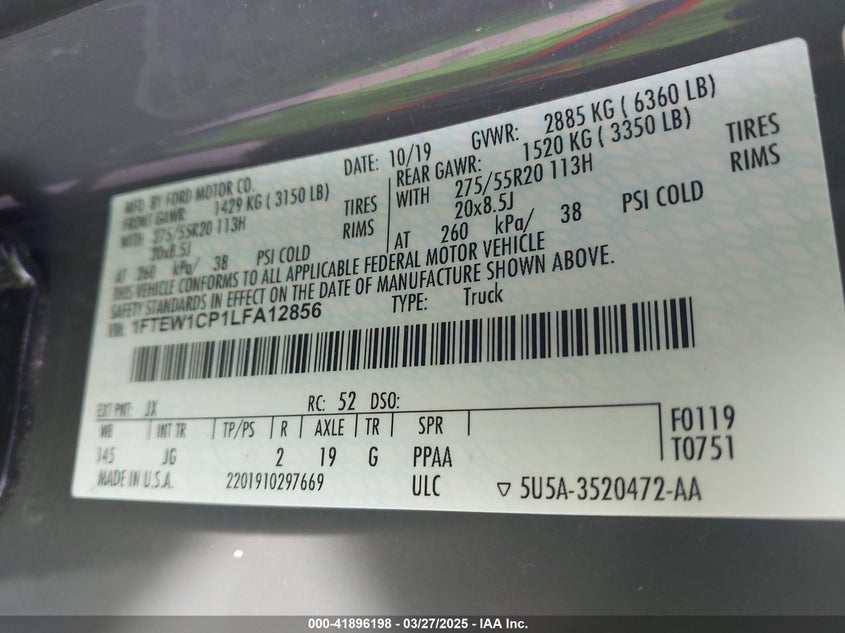 MFD. BY FORD MOTOR CO.
DATE: 10/19 GVWR: 2885 KG ( 6360 LB)
FRONT GAWR: 1429 KG ( 3150 LB)
WITH 275/55R20 113H TIRES
20x8.5J RIMS
AT 260 kPa/ 38 PSI COLD
REAR GAWR: 1520 KG ( 3350 LB)
WITH 275/55R20 113H TIRES
20x8.5J RIMS
AT 260 kPa/ 38 PSI COLD
THIS VEHICLE CONFORMS TO ALL APPLICABLE FEDERAL MOTOR VEHICLE
SAFETY STANDARDS IN EFFECT ON THE DATE OF MANUFACTURE SHOWN ABOVE.
VIN: 1FTEW1CP1LFA12856 TYPE: Truck
EXT PNT: JX RC: 52 DSO:
WB INT TR TP/PS R AXLE TR SPR F0119
145 JG 2 19 G PPAA T0751
MADE IN U.S.A. 2201910297669 ULC ▽ 5U5A-3520472-AA
000-41896198 - 03/27/2025 - IAA Inc.